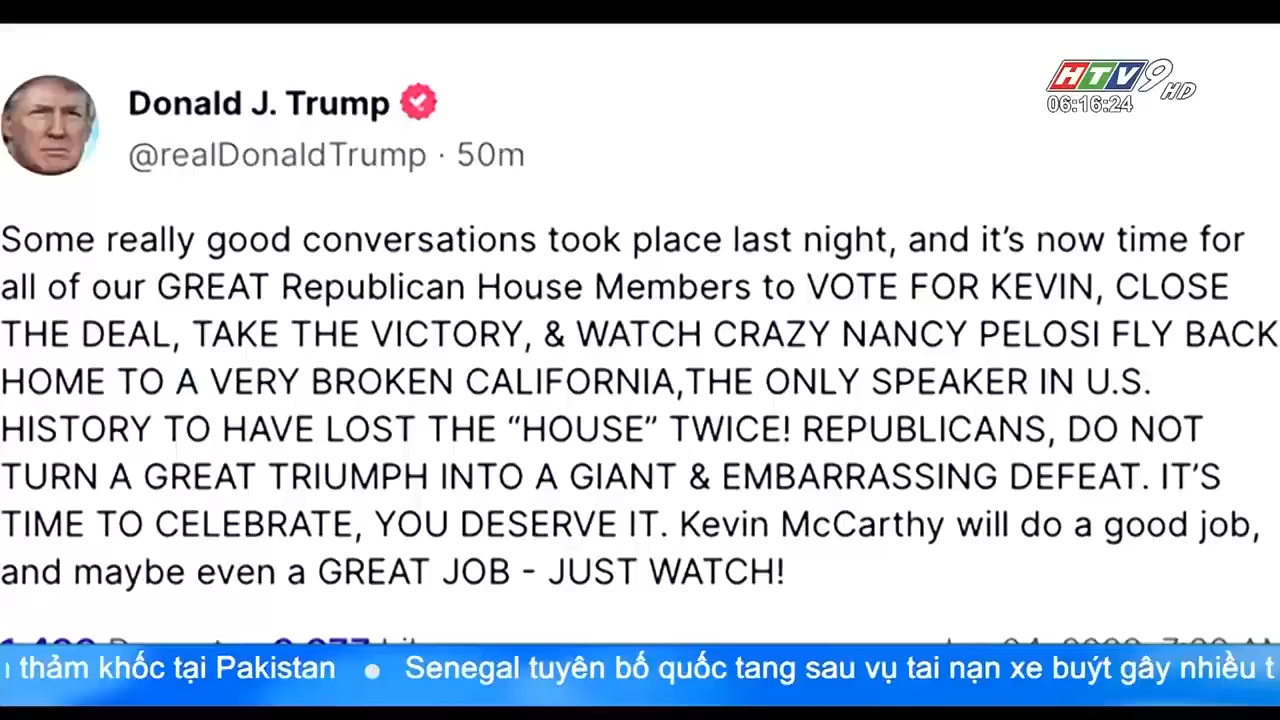 Donald J. Trump
@realDonaldTrump · 50m
HTV9 HD
06:16:24
Some really good conversations took place last night, and it’s now time for
all of our GREAT Republican House Members to VOTE FOR KEVIN, CLOSE
THE DEAL, TAKE THE VICTORY, & WATCH CRAZY NANCY PELOSI FLY BACK
HOME TO A VERY BROKEN CALIFORNIA,THE ONLY SPEAKER IN U.S.
HISTORY TO HAVE LOST THE “HOUSE” TWICE! REPUBLICANS, DO NOT
TURN A GREAT TRIUMPH INTO A GIANT & EMBARRASSING DEFEAT. IT’S
TIME TO CELEBRATE, YOU DESERVE IT. Kevin McCarthy will do a good job,
and maybe even a GREAT JOB - JUST WATCH!
thảm khốc tại Pakistan • Senegal tuyên bố quốc tang sau vụ tai nạn xe buýt gây nhiều